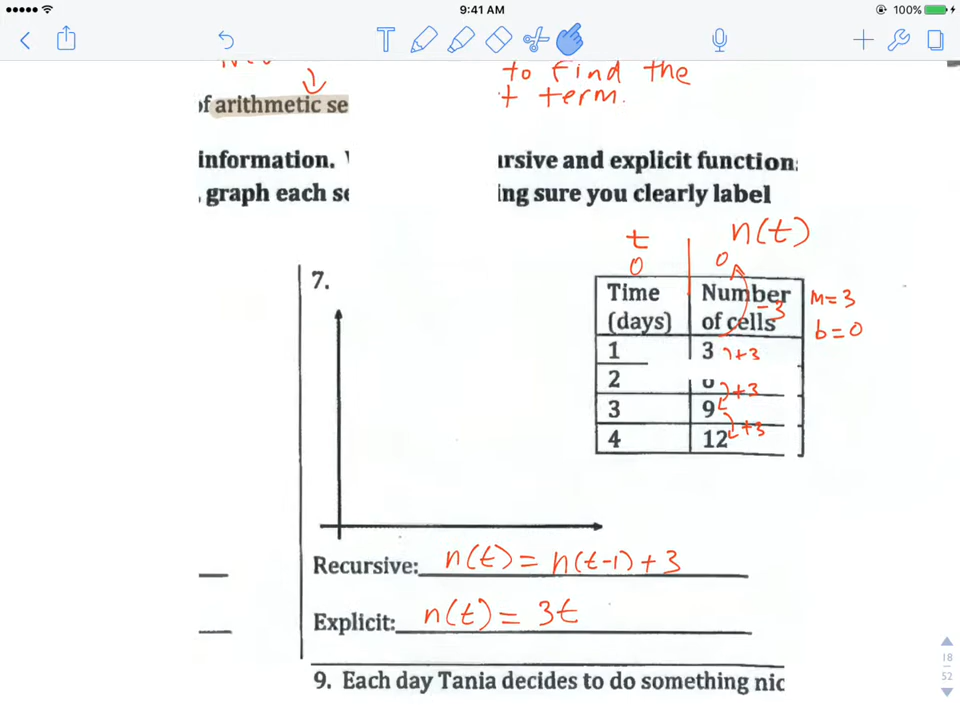 9:41 AM
100%
T
to find the
of arithmetic se
t term.
information.
ursive and explicit function
, graph each se
ing sure you clearly label
t
n(t)
0
0
7.
Time
(days)
Number
of cells
-3
m=3
b=0
1
3
+3
2
+3
3
9
+3
4
12
Recursive: n(t) = n(t-1) + 3
Explicit: n(t) = 3t
18
52
9. Each day Tania decides to do something nic